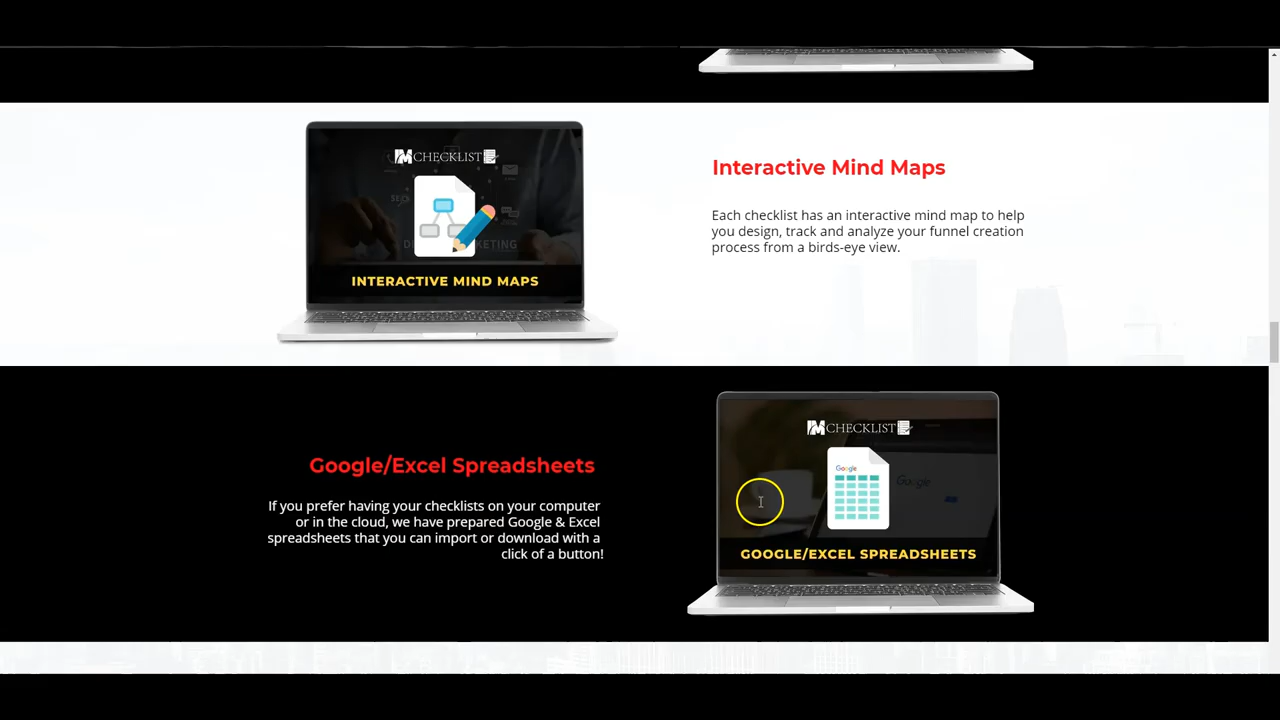 IM CHECKLIST
INTERACTIVE MIND MAPS
Interactive Mind Maps
Each checklist has an interactive mind map to help
you design, track and analyze your funnel creation
process from a birds-eye view.
Google/Excel Spreadsheets
If you prefer having your checklists on your computer
or in the cloud, we have prepared Google & Excel
spreadsheets that you can import or download with a
click of a button!
IM CHECKLIST
Google
Google
GOOGLE/EXCEL SPREADSHEETS